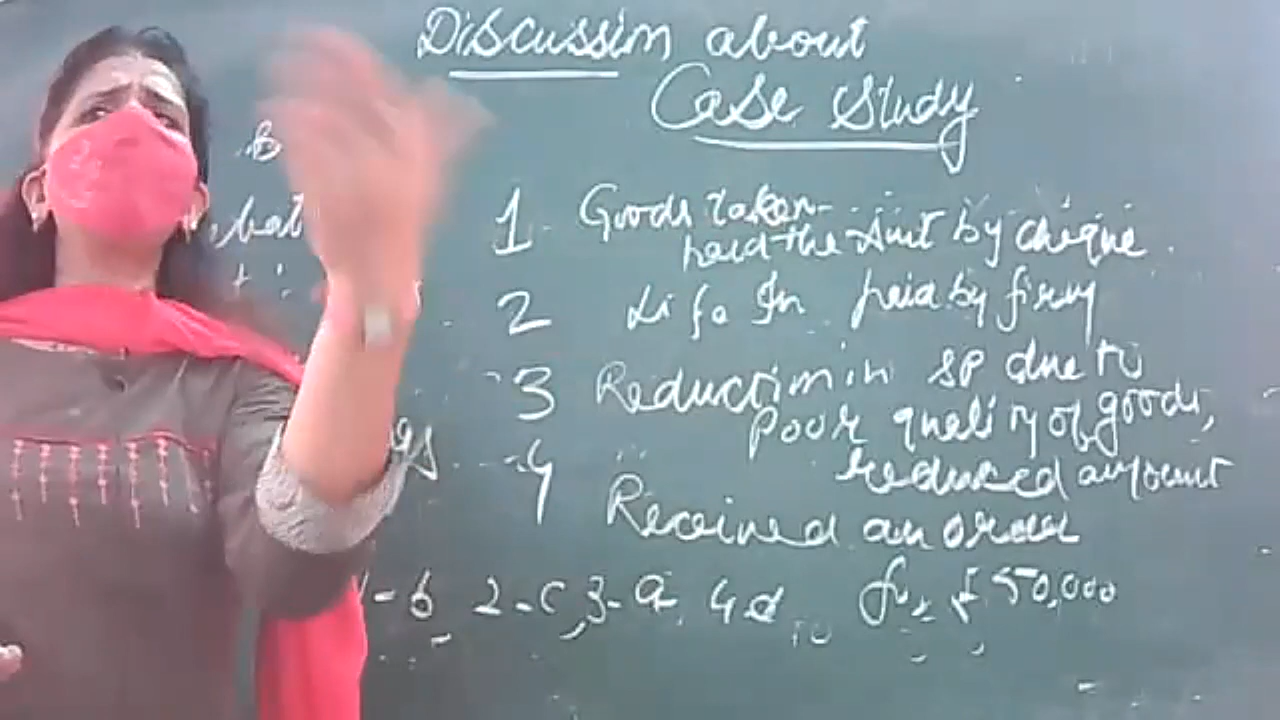 Discussion about
Case Study
1 Goods taken-
paid the Amt by cheque
2 Life In paid by firm
3 Reduction in SP due to
Poor quality of goods,
reduced amount
4 Received an order
for ₹ 50,000
1-b 2-c, 3-a, 4 d